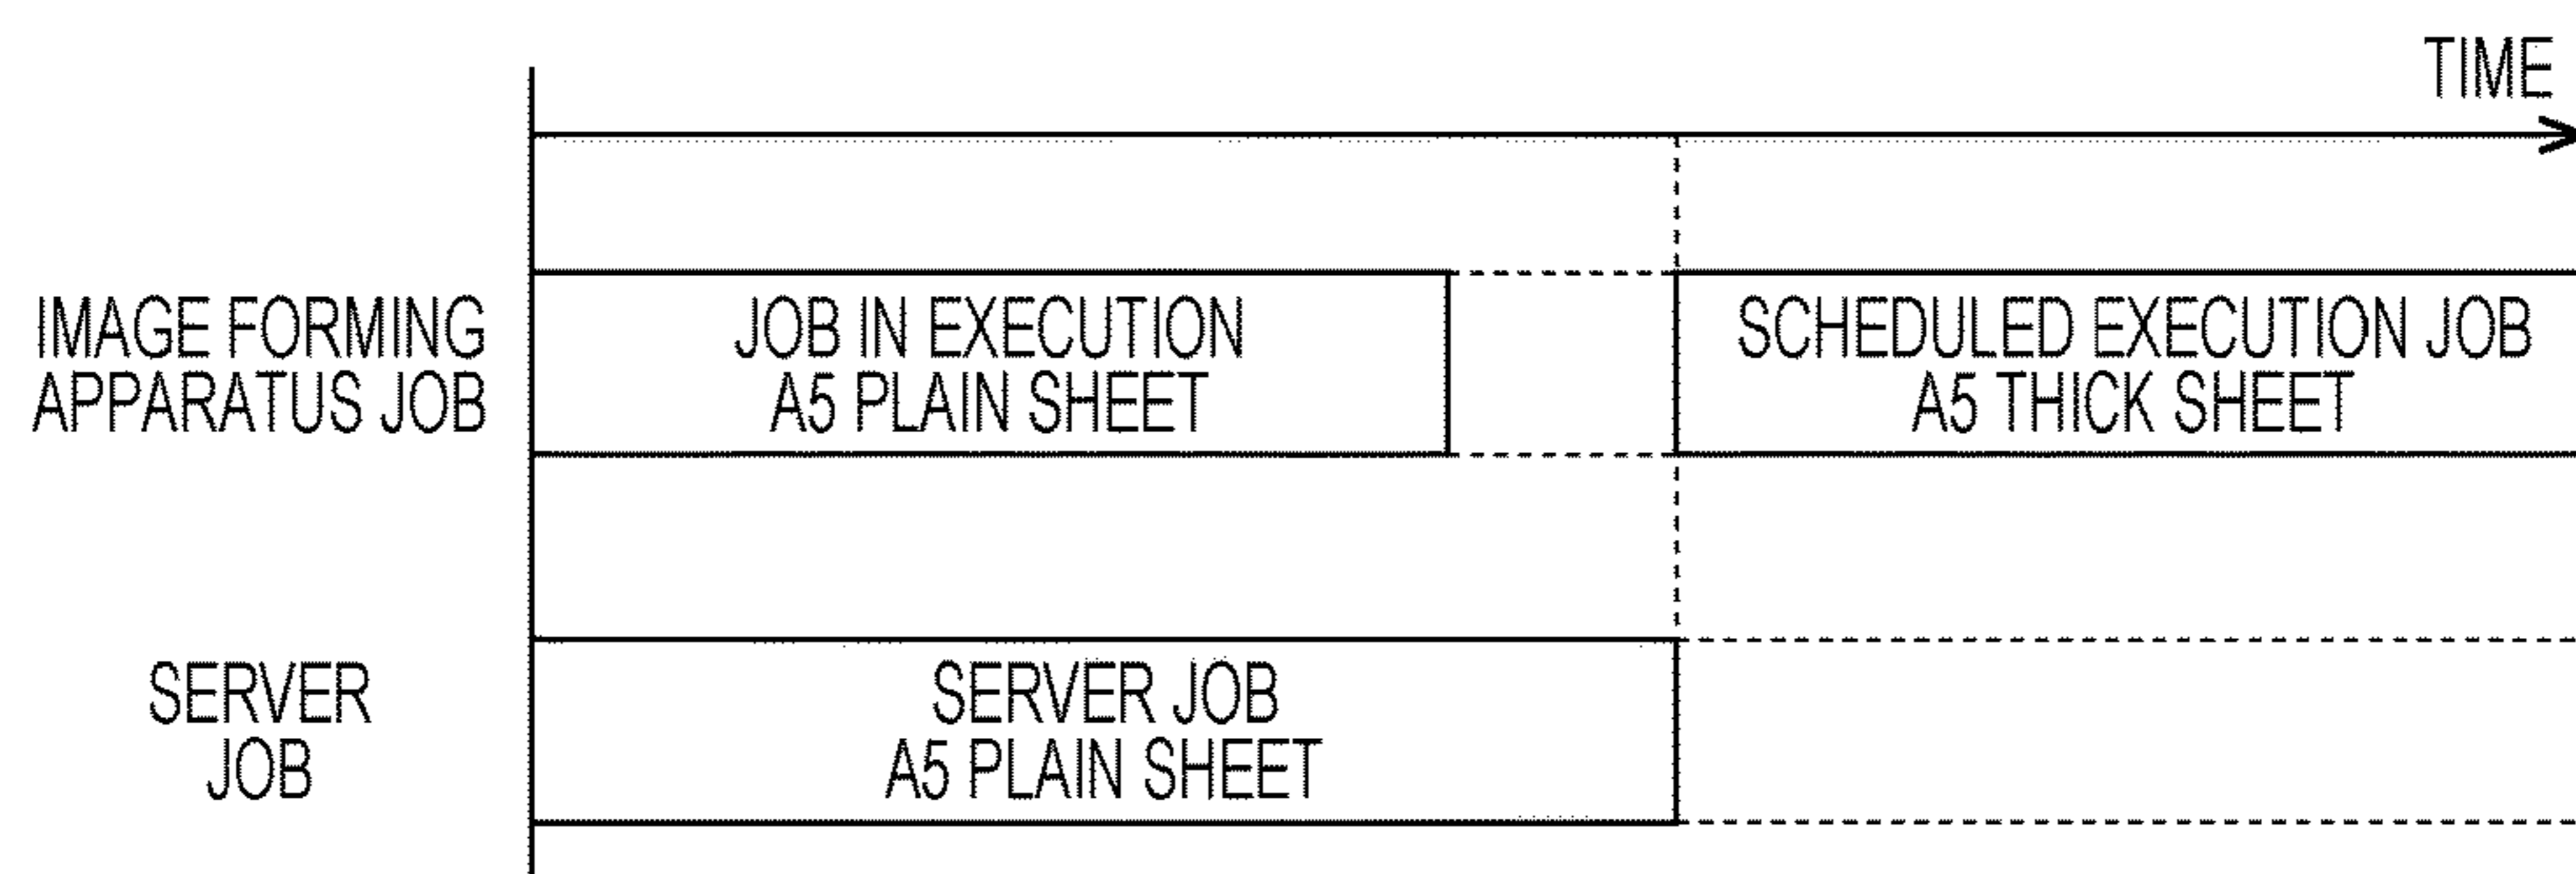 TIME
IMAGE FORMING
APPARATUS JOB
JOB IN EXECUTION
A5 PLAIN SHEET
SCHEDULED EXECUTION JOB
A5 THICK SHEET
SERVER
JOB
SERVER JOB
A5 PLAIN SHEET